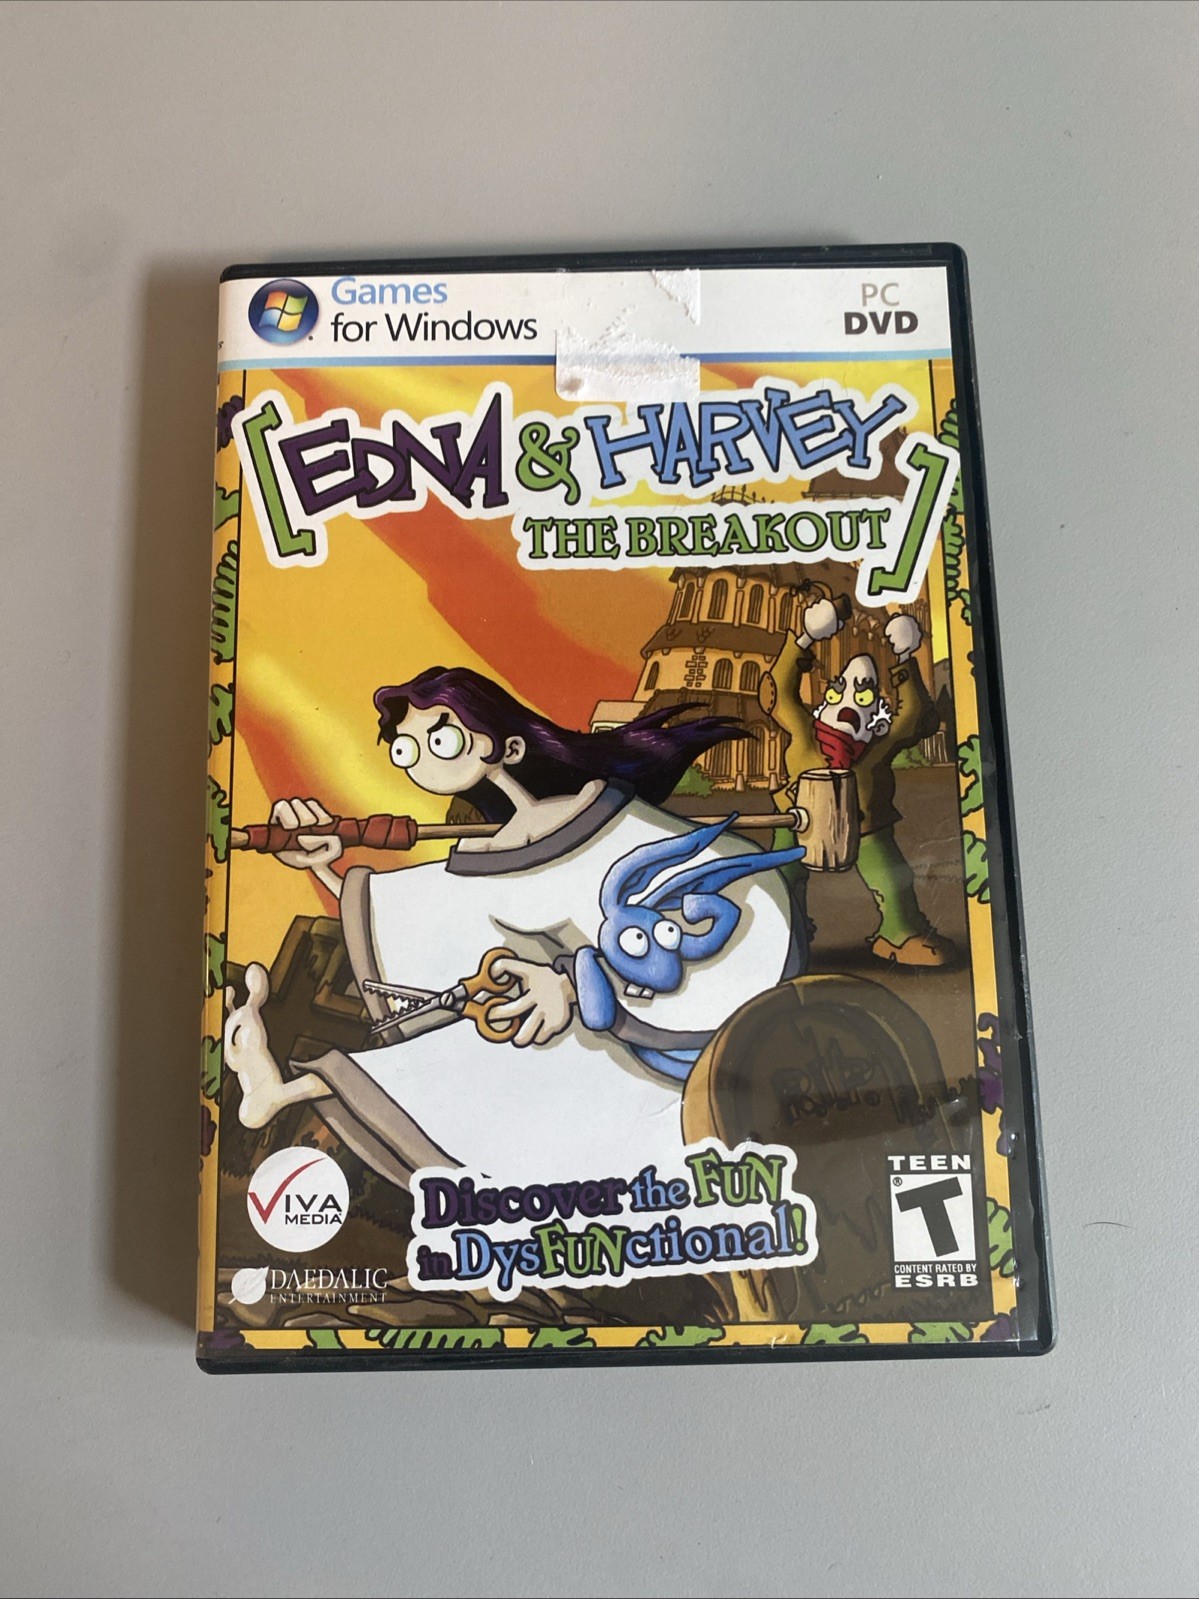 Games
for Windows
PC
DVD
[EDNA & HARVEY
THE BREAKOUT]
R.I.P.
Discover the FUN
in DysFUNctional!
VIVA
MEDIA
DAEDALIC
ENTERTAINMENT
TEEN
T
CONTENT RATED BY
ESRB